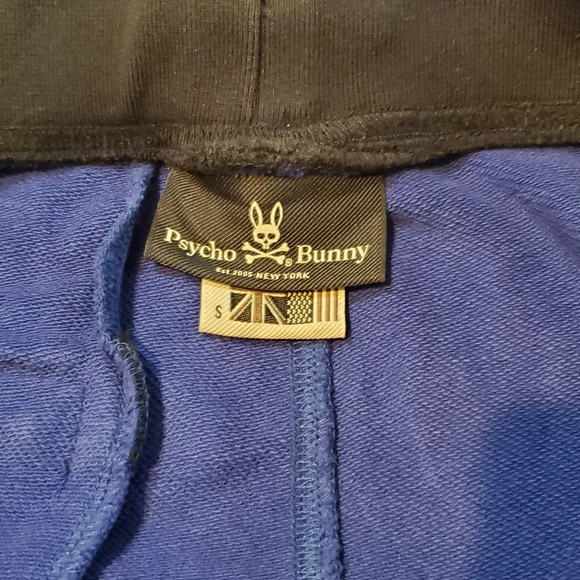 Psycho Bunny
Est. 2005 NEW YORK
S